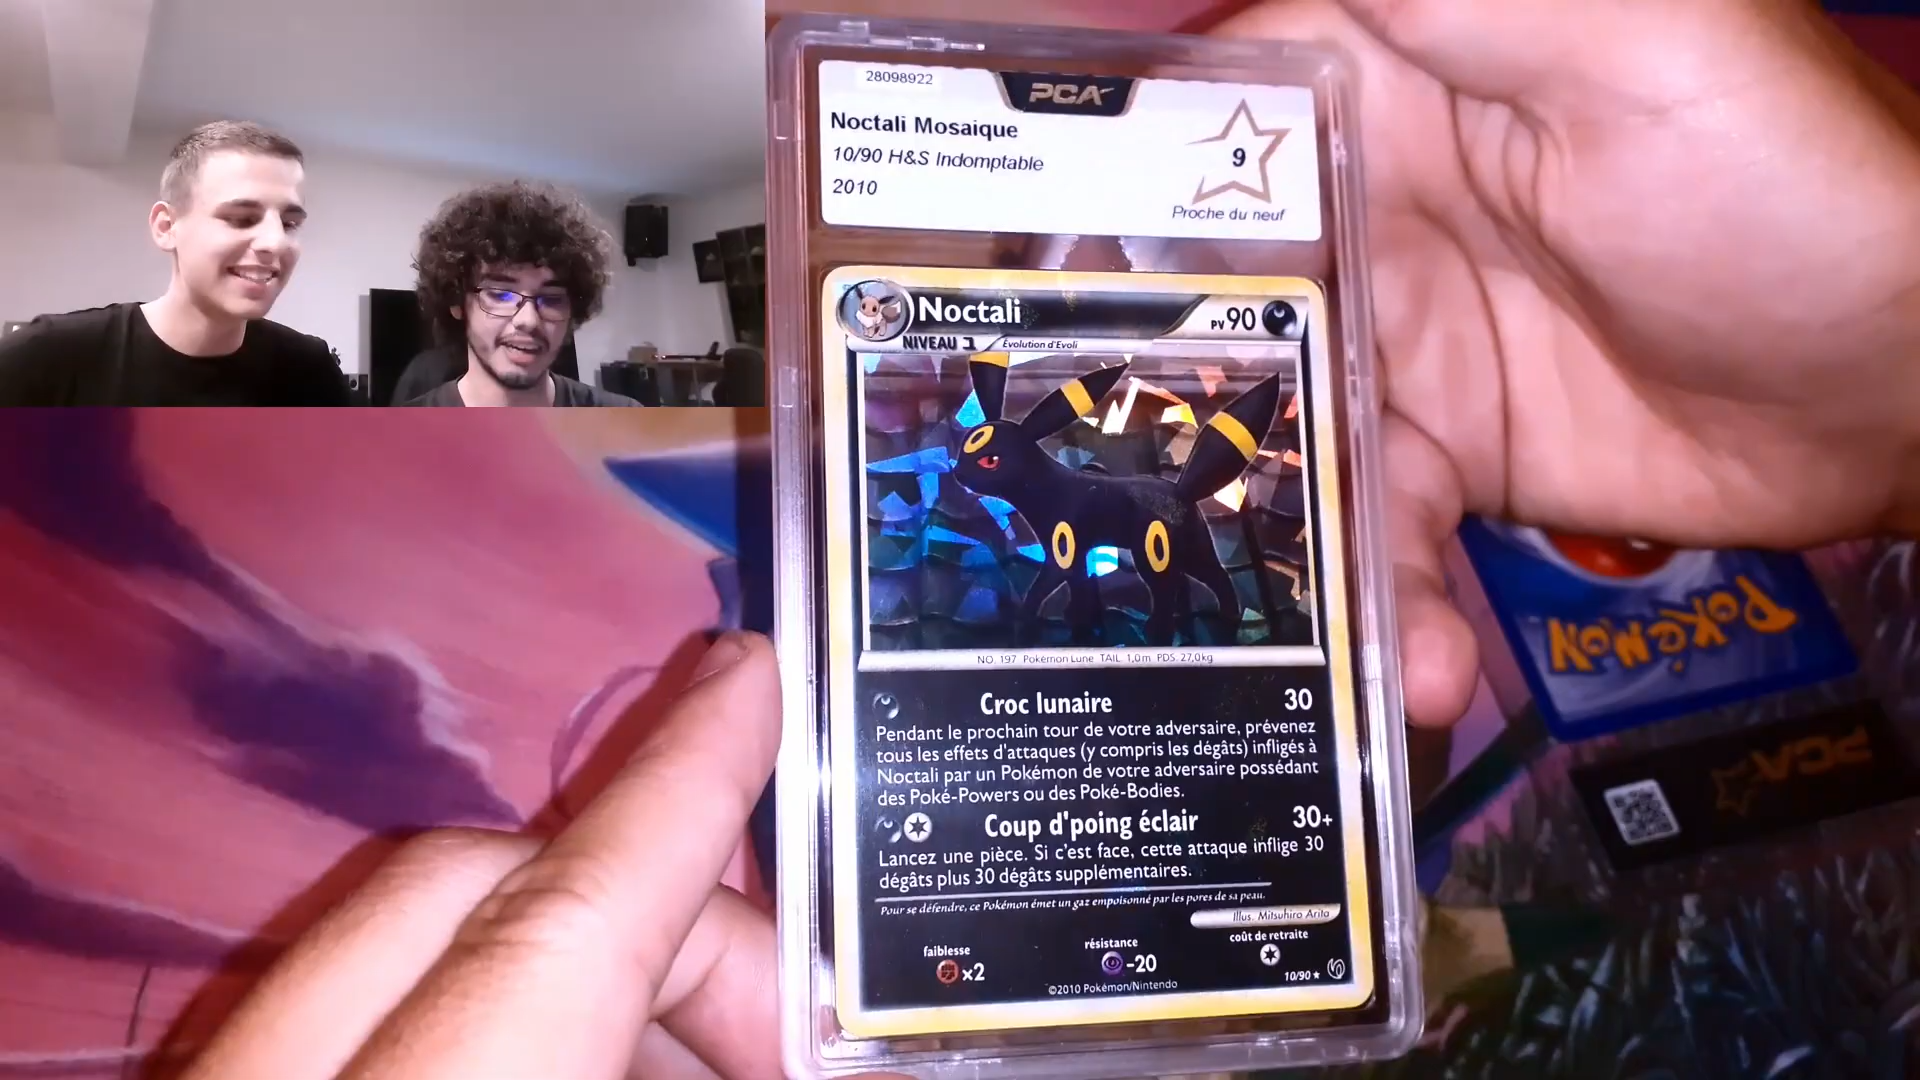 28098922
PCA
Noctali Mosaique
10/90 H&S Indomptable
2010
9
Proche du neuf
Noctali
PV 90
NIVEAU 1
Évolution d'Evoli
NO. 197 Pokémon Lune TAIL. 1,0m PDS. 27,0kg
Croc lunaire 30
Pendant le prochain tour de votre adversaire, prévenez
tous les effets d'attaques (y compris les dégâts) infligés à
Noctali par un Pokémon de votre adversaire possédant
des Poké-Powers ou des Poké-Bodies.
Coup d'poing éclair 30+
Lancez une pièce. Si c'est face, cette attaque inflige 30
dégâts plus 30 dégâts supplémentaires.
Pour se défendre, ce Pokémon émet un gaz empoisonné par les pores de sa peau.
Illus. Mitsuhiro Arita
faiblesse
x2
résistance
-20
coût de retraite
10/90
©2010 Pokémon/Nintendo
POKéMON
PCA